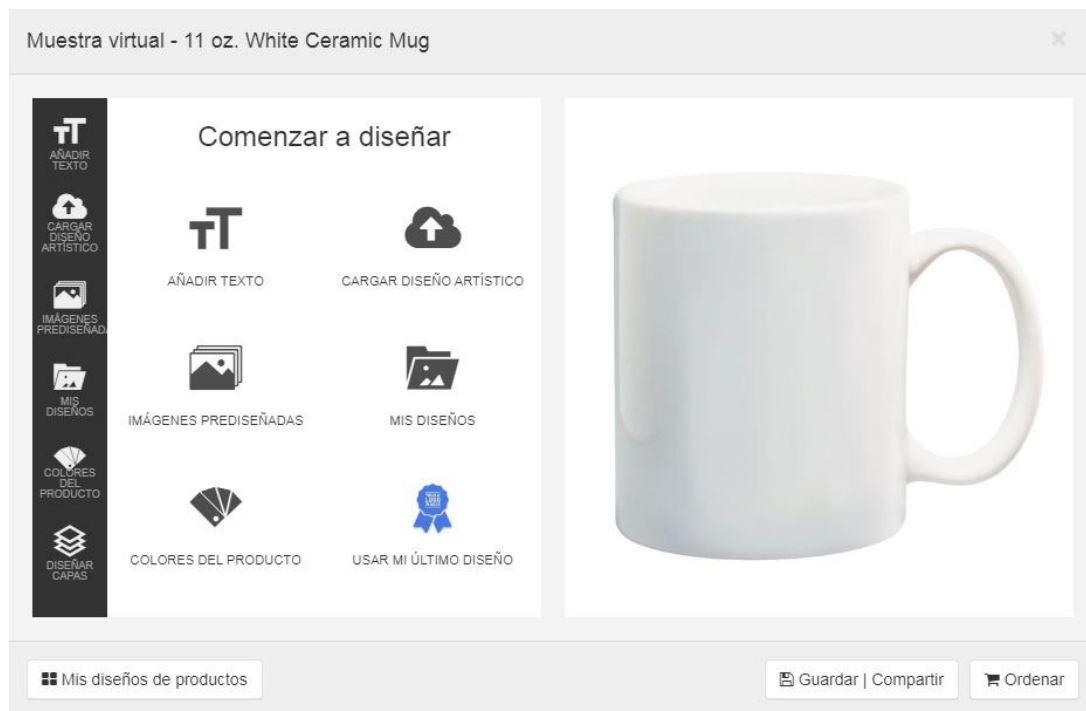 Muestra virtual - 11 oz. White Ceramic Mug
×
AÑADIR
TEXTO
CARGAR
DISEÑO
ARTÍSTICO
IMÁGENES
PREDISEÑADA
MIS
DISEÑOS
COLORES
DEL
PRODUCTO
DISEÑAR
CAPAS
Comenzar a diseñar
AÑADIR TEXTO
CARGAR DISEÑO ARTÍSTICO
IMÁGENES PREDISEÑADAS
MIS DISEÑOS
COLORES DEL PRODUCTO
USAR MI ÚLTIMO DISEÑO
Mis diseños de productos
Guardar | Compartir
Ordenar